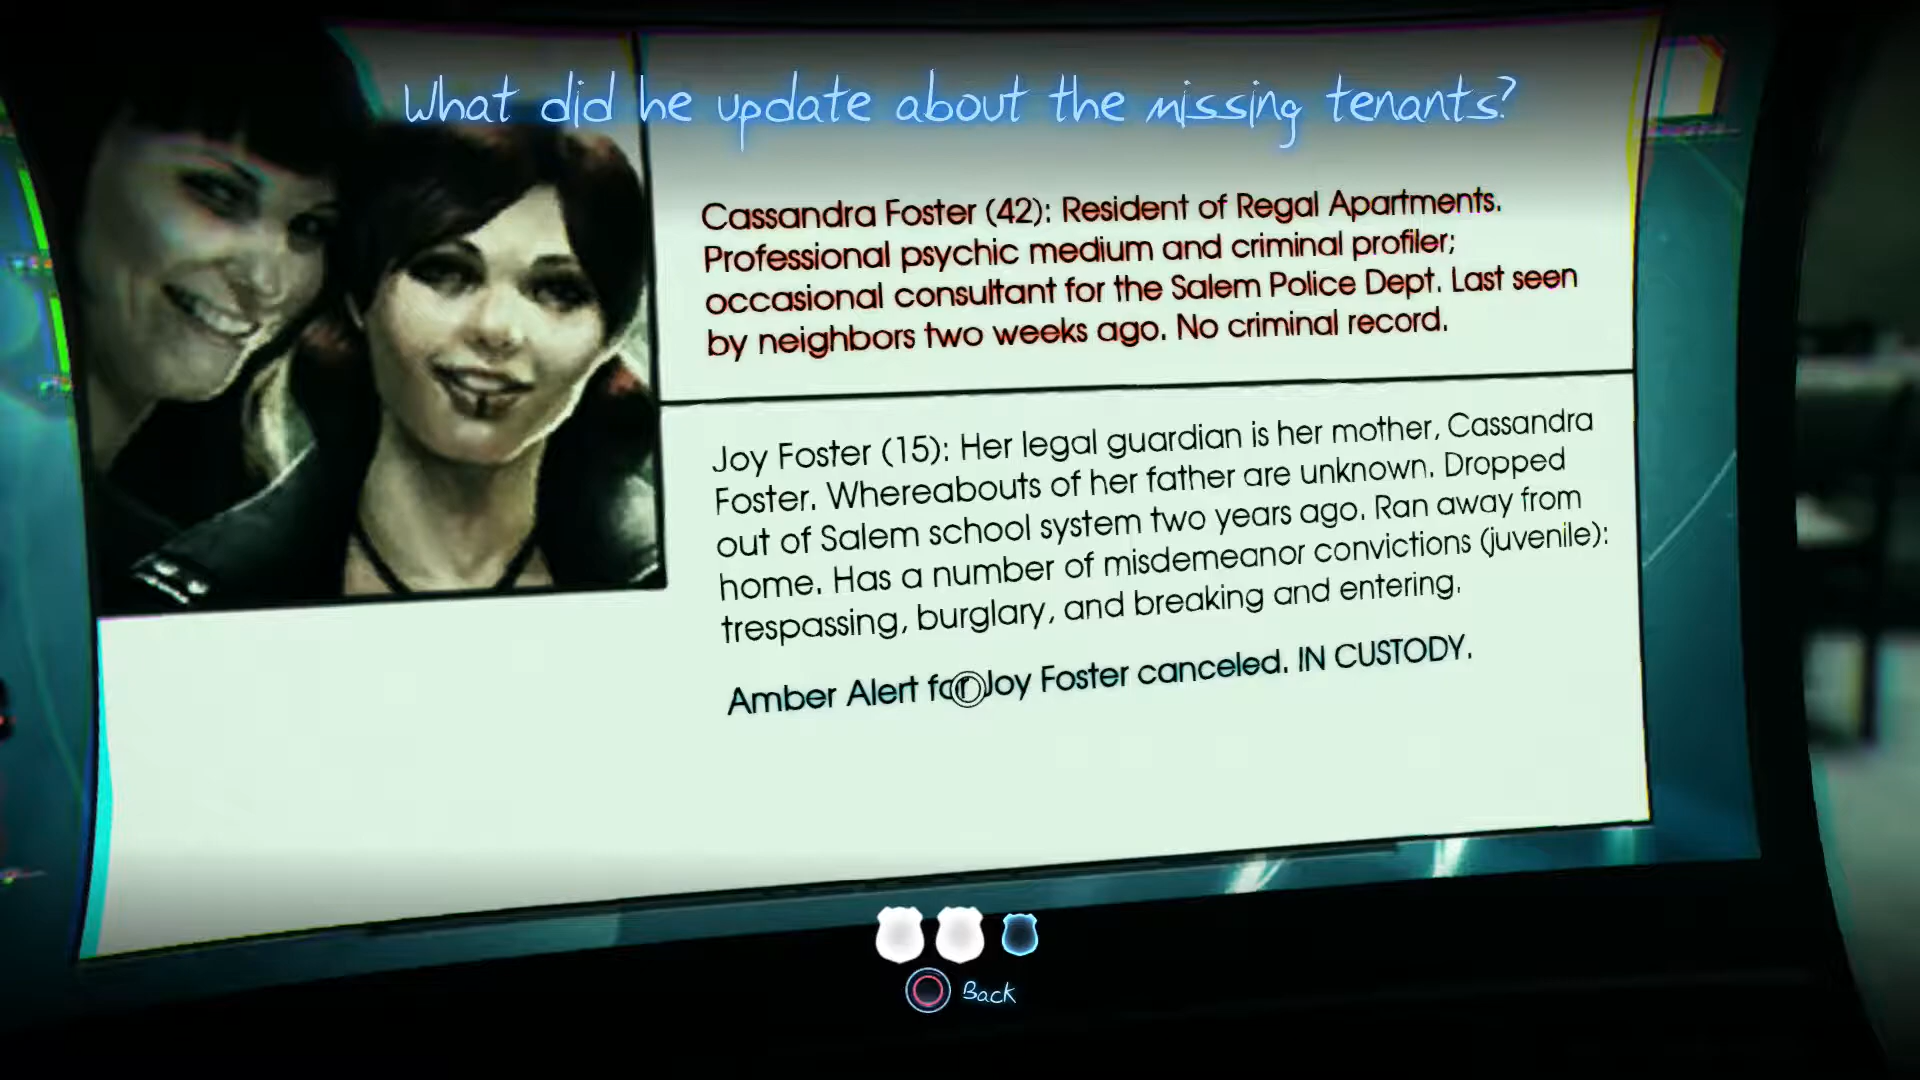 What did he update about the missing tenants?
Cassandra Foster (42): Resident of Regal Apartments.
Professional psychic medium and criminal profiler;
occasional consultant for the Salem Police Dept. Last seen
by neighbors two weeks ago. No criminal record.
Joy Foster (15): Her legal guardian is her mother, Cassandra
Foster. Whereabouts of her father are unknown. Dropped
out of Salem school system two years ago. Ran away from
home. Has a number of misdemeanor convictions (juvenile):
trespassing, burglary, and breaking and entering.
Amber Alert for Joy Foster canceled. IN CUSTODY.
Back